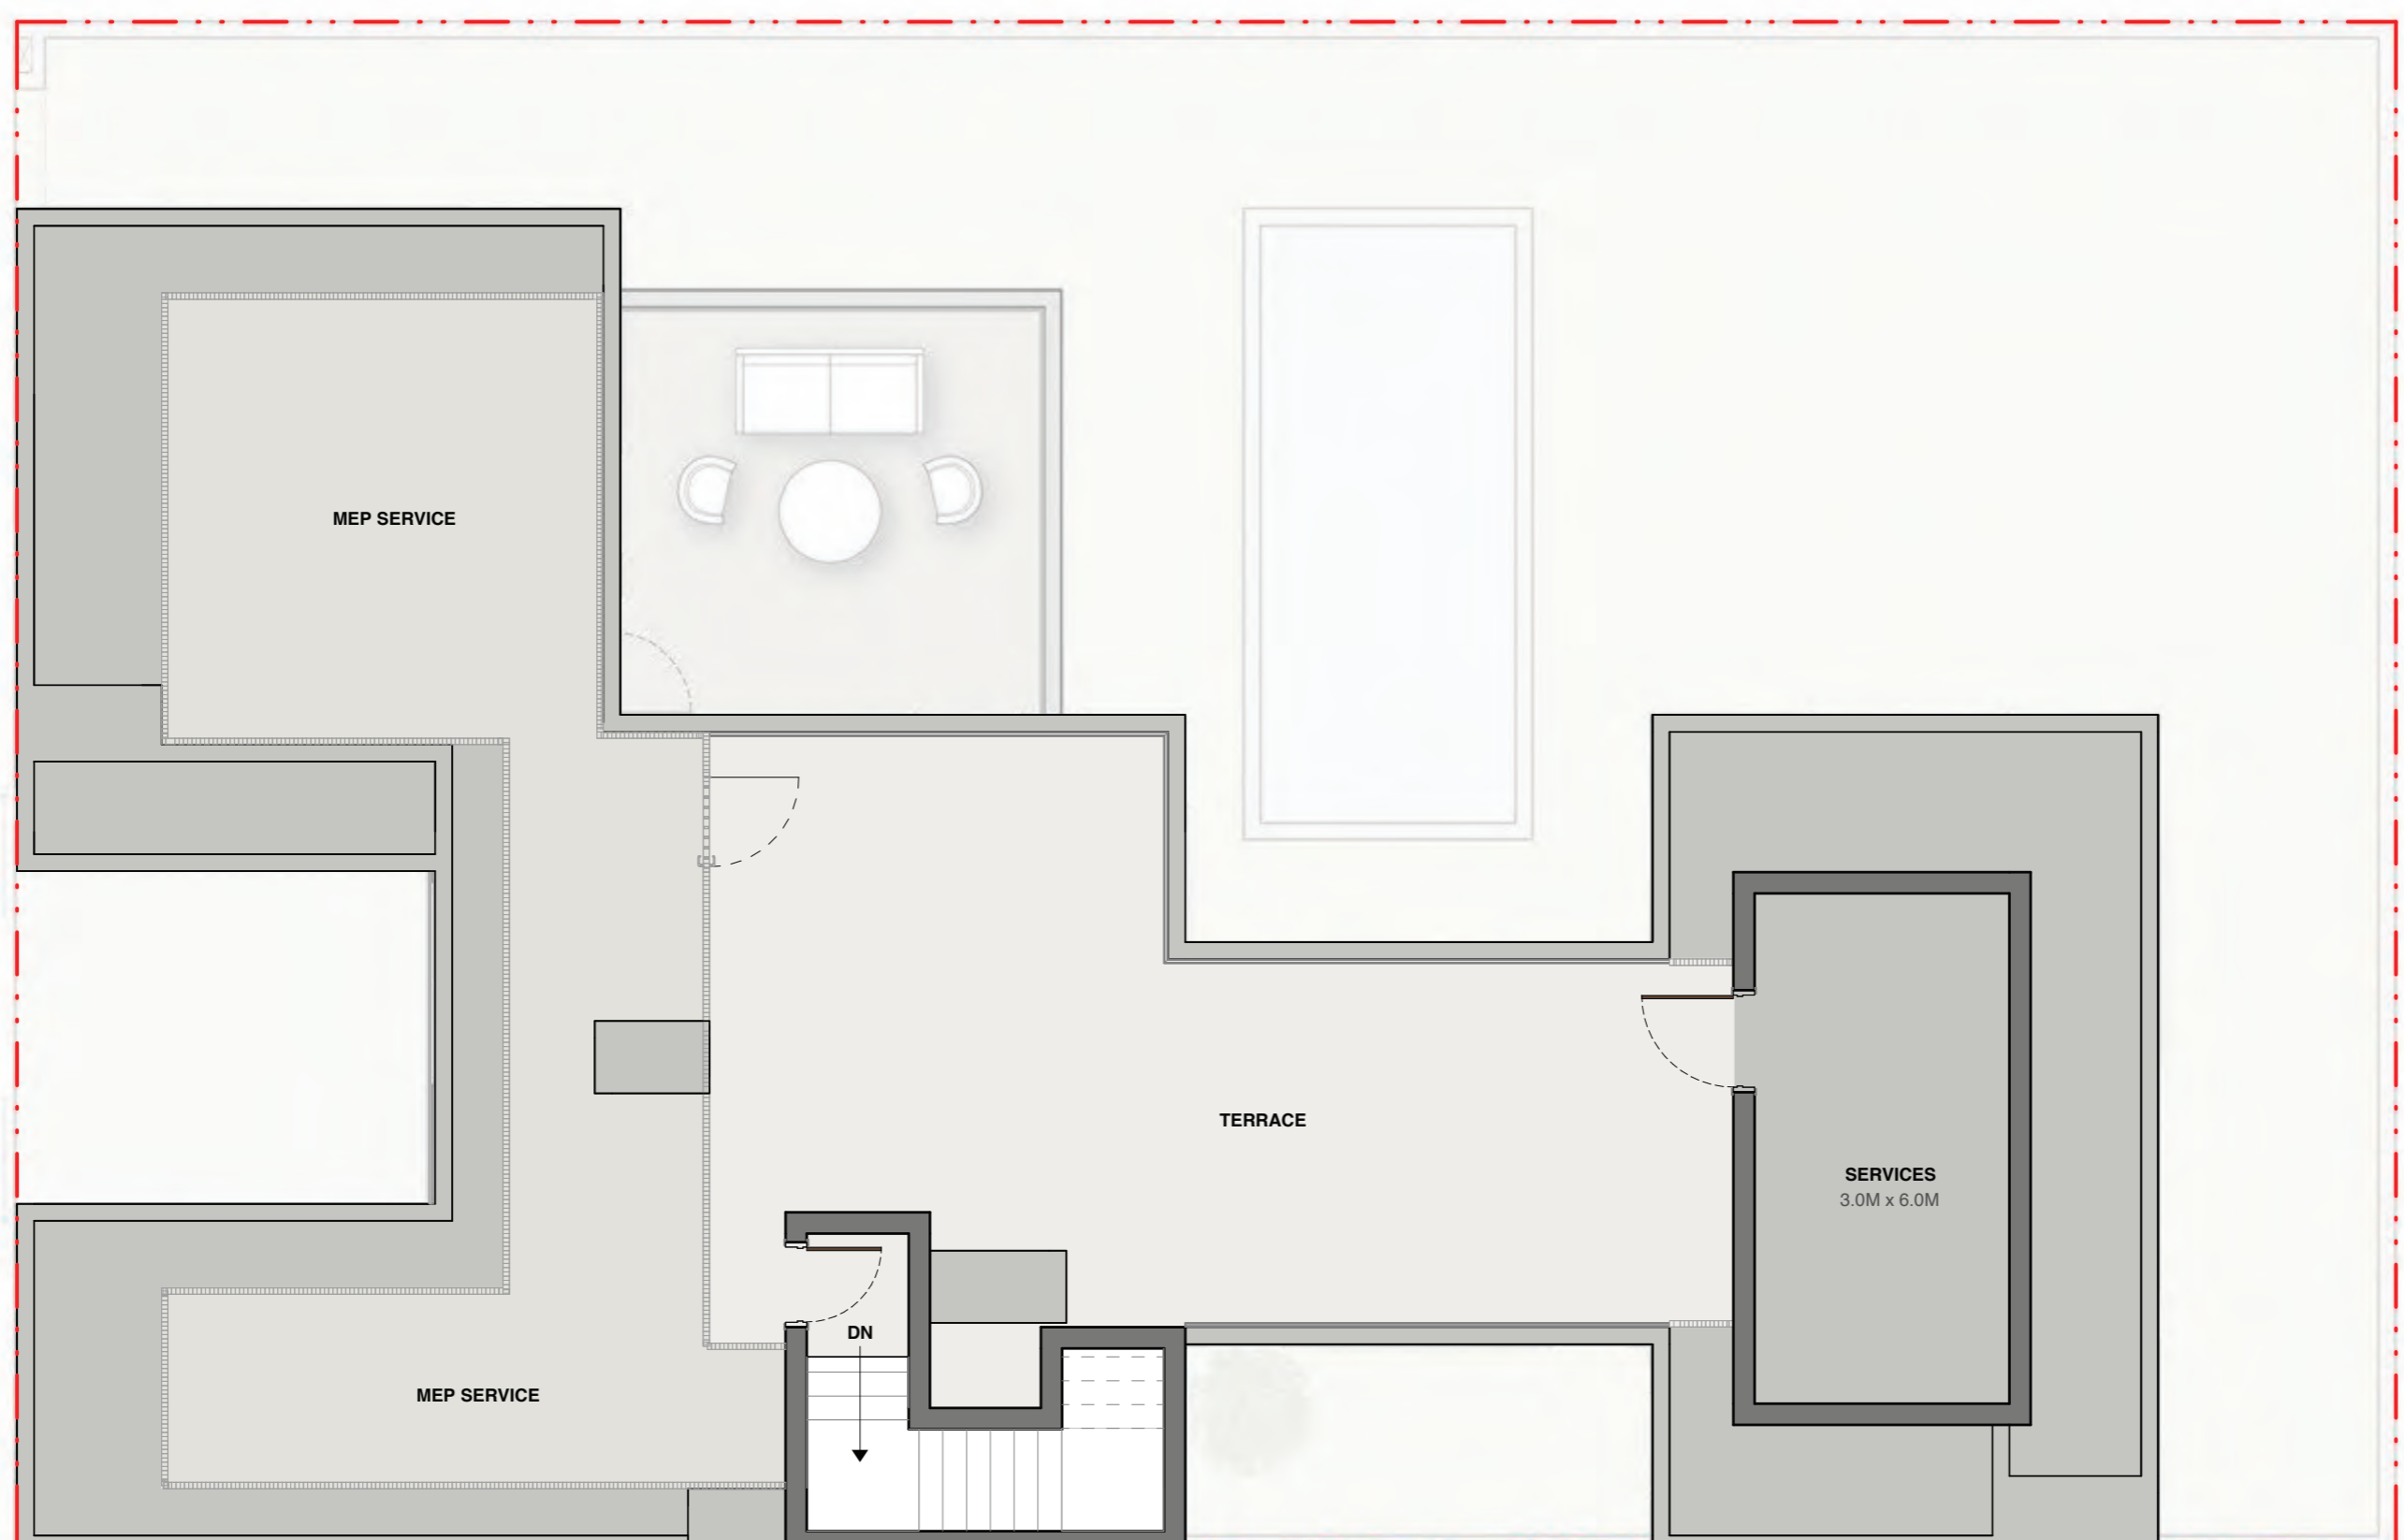 MEP SERVICE
TERRACE
SERVICES
3.0M x 6.0M
DN
MEP SERVICE